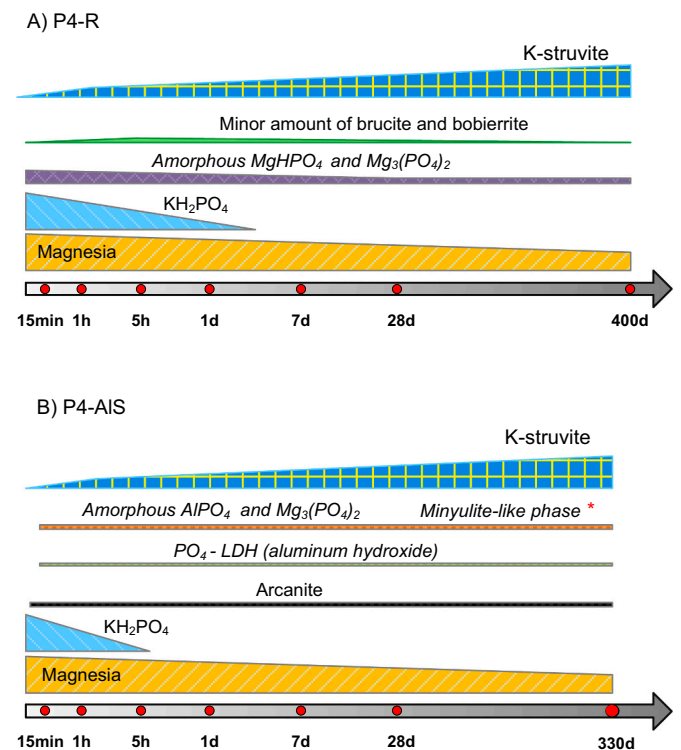 A) P4-R
K-struvite
Minor amount of brucite and bobierrite
Amorphous MgHPO₄ and Mg₃(PO₄)₂
KH₂PO₄
Magnesia
15min 1h 5h 1d 7d 28d 400d
B) P4-AlS
K-struvite
Amorphous AlPO₄ and Mg₃(PO₄)₂ Minyulite-like phase *
PO₄ - LDH (aluminum hydroxide)
Arcanite
KH₂PO₄
Magnesia
15min 1h 5h 1d 7d 28d 330d